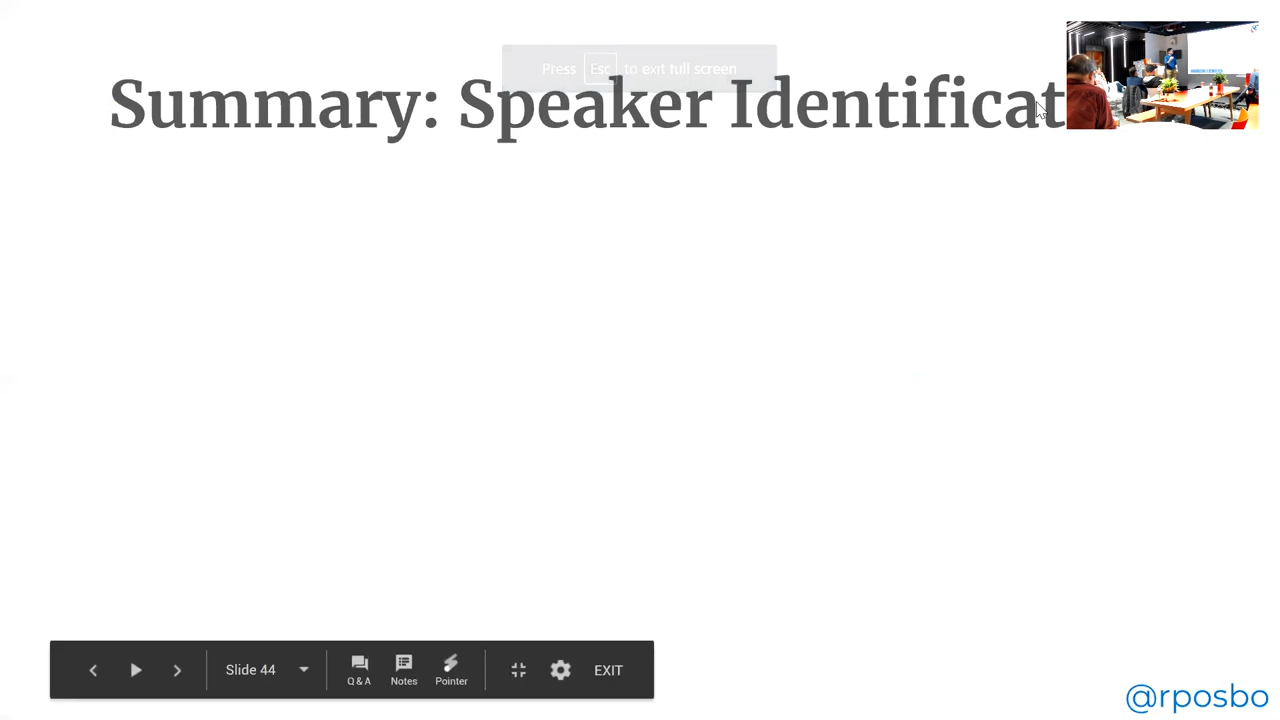 Press Esc to exit full screen
Summary: Speaker Identificat
Slide 44
Q & A
Notes
Pointer
EXIT
@rposbo